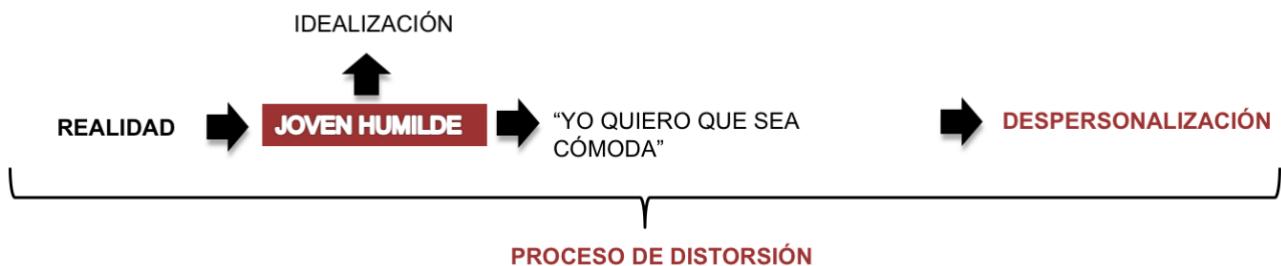 IDEALIZACIÓN
REALIDAD
JOVEN HUMILDE
“YO QUIERO QUE SEA
CÓMODA”
DESPERSONALIZACIÓN
PROCESO DE DISTORSIÓN